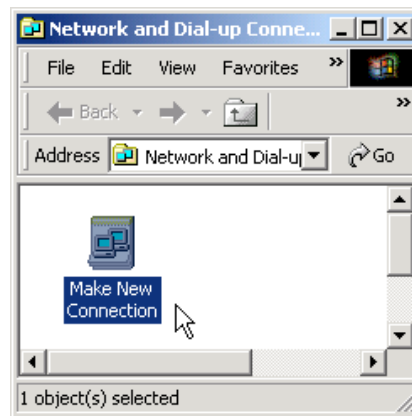 Network and Dial-up Conne...
File Edit View Favorites »
Back »
Address Network and Dial-u Go
Make New
Connection
1 object(s) selected